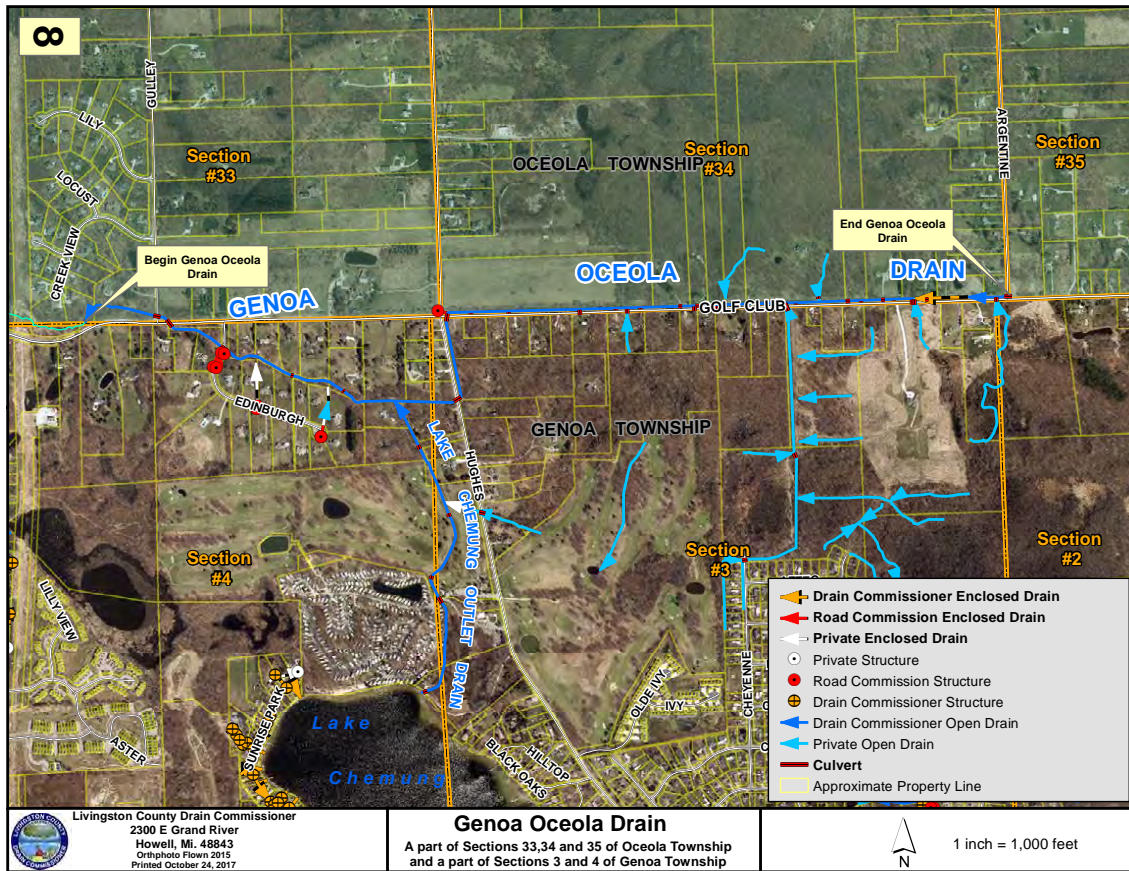 8
GULLEY
LILY
LOCUST
CREEK VIEW
Section
#33
OCEOLA TOWNSHIP
Section
#34
ARGENTINE
Section
#35
Begin Genoa Oceola
Drain
End Genoa Oceola
Drain
GENOA
OCEOLA
DRAIN
GOLF CLUB
EDINBURGH
GENOA TOWNSHIP
LAKE CHEMUNG OUTLET DRAIN
HUGHES
Section
#4
Section
#3
Section
#2
LILLY VIEW
ASTER
SUNRISE PARK
Lake
Chemung
BLACK OAKS
HILLTOP
OLDE IVY
IVY
CHEYENNE
Drain Commissioner Enclosed Drain
Road Commission Enclosed Drain
Private Enclosed Drain
Private Structure
Road Commission Structure
Drain Commissioner Structure
Drain Commissioner Open Drain
Private Open Drain
Culvert
Approximate Property Line
LIVINGSTON COUNTY
DRAIN COMMISSIONER
Livingston County Drain Commissioner
2300 E Grand River
Howell, Mi. 48843
Orthphoto Flown 2015
Printed October 24, 2017
Genoa Oceola Drain
A part of Sections 33,34 and 35 of Oceola Township
and a part of Sections 3 and 4 of Genoa Township
N
1 inch = 1,000 feet